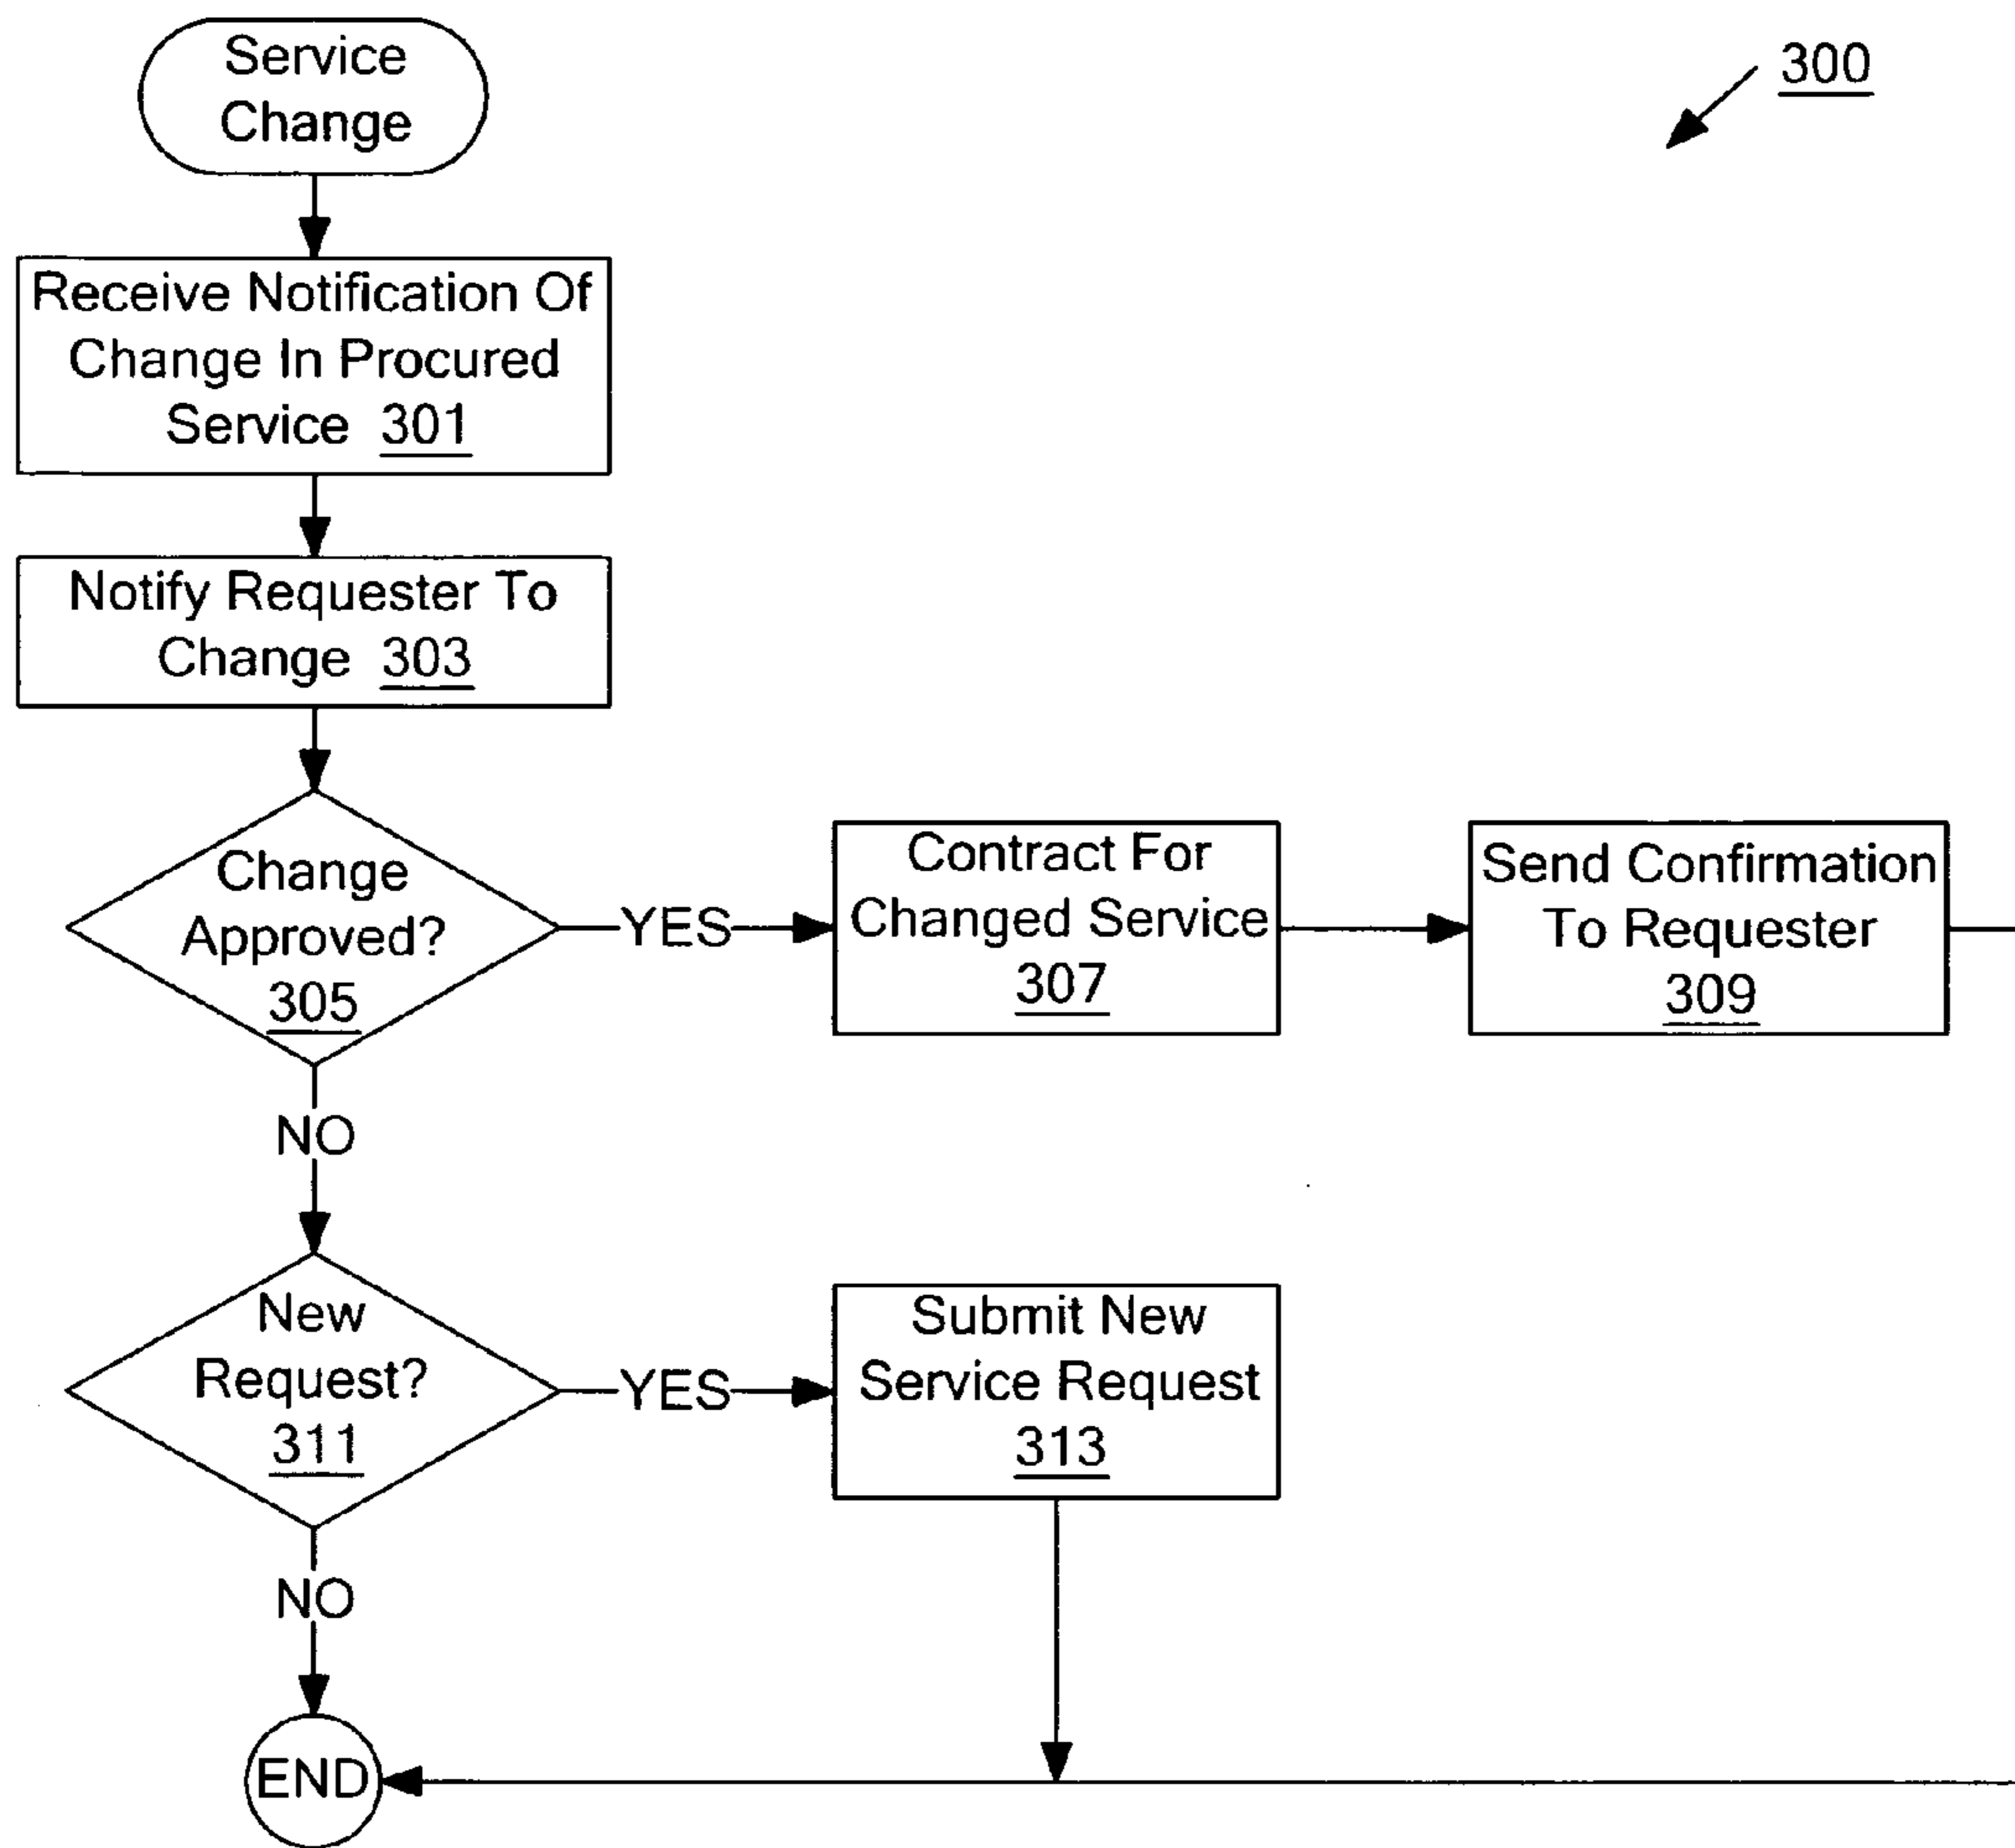 Service
Change
300
Receive Notification Of
Change In Procured
Service 301
Notify Requester To
Change 303
Change
Approved?
305
YES
Contract For
Changed Service
307
Send Confirmation
To Requester
309
NO
New
Request?
311
YES
Submit New
Service Request
313
NO
END